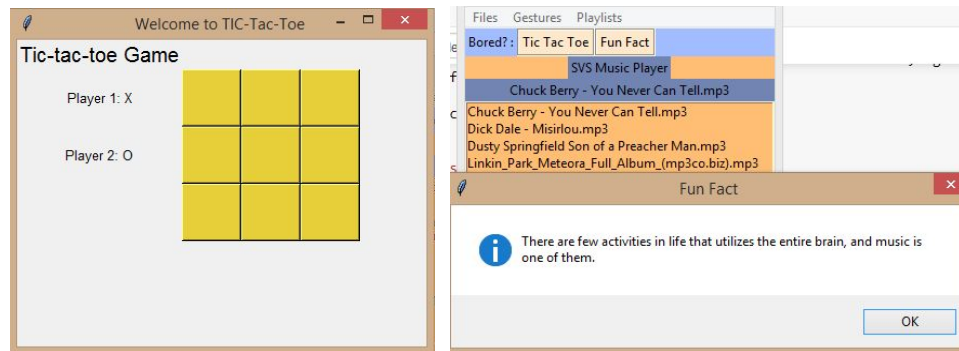 Welcome to TIC-Tac-Toe
Tic-tac-toe Game
Player 1: X
Player 2: O
Files Gestures Playlists
Bored? : Tic Tac Toe Fun Fact
SVS Music Player
Chuck Berry - You Never Can Tell.mp3
Chuck Berry - You Never Can Tell.mp3
Dick Dale - Misirlou.mp3
Dusty Springfield Son of a Preacher Man.mp3
Linkin_Park_Meteora_Full_Album_(mp3co.biz).mp3
Fun Fact
There are few activities in life that utilizes the entire brain, and music is
one of them.
OK